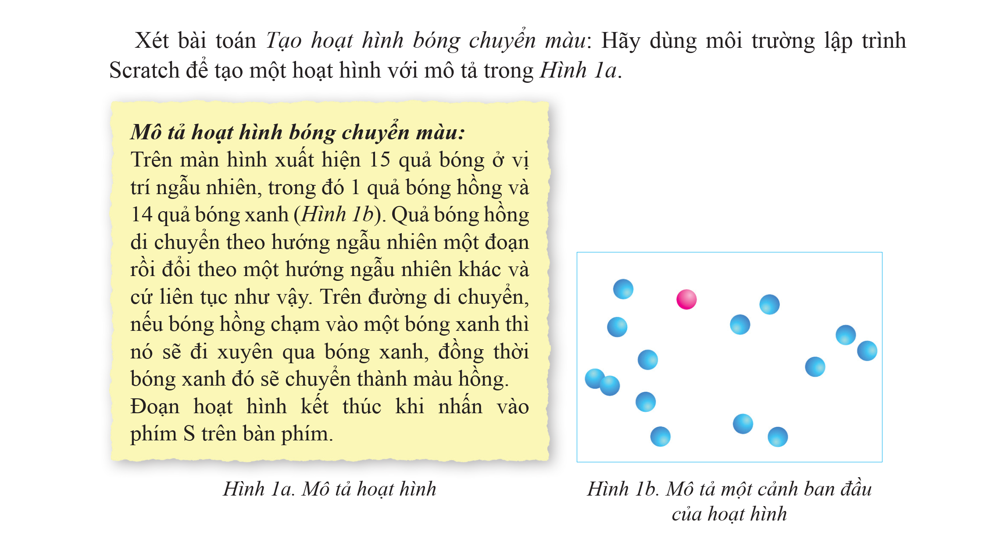 Xét bài toán Tạo hoạt hình bóng chuyển màu: Hãy dùng môi trường lập trình
Scratch để tạo một hoạt hình với mô tả trong Hình 1a.
Mô tả hoạt hình bóng chuyển màu:
Trên màn hình xuất hiện 15 quả bóng ở vị
trí ngẫu nhiên, trong đó 1 quả bóng hồng và
14 quả bóng xanh (Hình 1b). Quả bóng hồng
di chuyển theo hướng ngẫu nhiên một đoạn
rồi đổi theo một hướng ngẫu nhiên khác và
cứ liên tục như vậy. Trên đường di chuyển,
nếu bóng hồng chạm vào một bóng xanh thì
nó sẽ đi xuyên qua bóng xanh, đồng thời
bóng xanh đó sẽ chuyển thành màu hồng.
Đoạn hoạt hình kết thúc khi nhấn vào
phím S trên bàn phím.
Hình 1a. Mô tả hoạt hình
Hình 1b. Mô tả một cảnh ban đầu
của hoạt hình